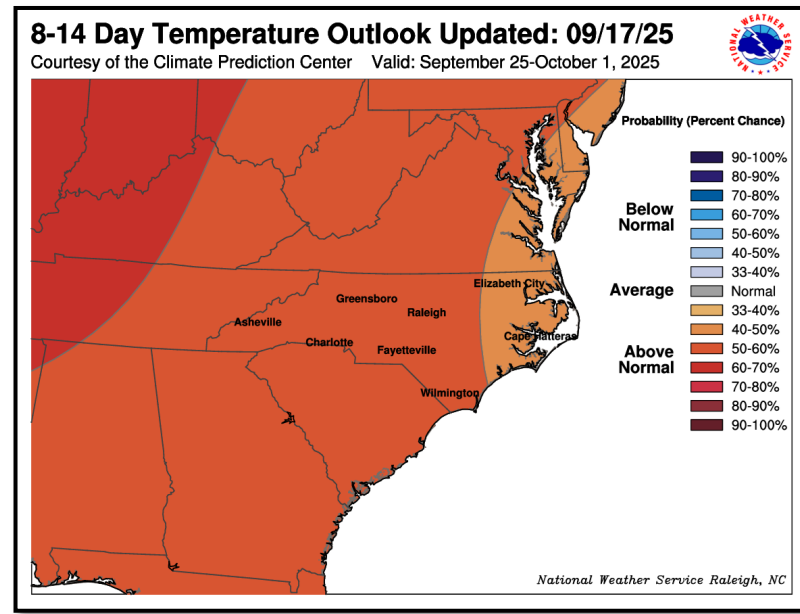 8-14 Day Temperature Outlook Updated: 09/17/25
Courtesy of the Climate Prediction Center Valid: September 25-October 1, 2025
NATIONAL WEATHER SERVICE
Probability (Percent Chance)
90-100%
80-90%
70-80%
Below
Normal
60-70%
50-60%
40-50%
33-40%
Average
Normal
33-40%
40-50%
Above
Normal
50-60%
60-70%
70-80%
80-90%
90-100%
Elizabeth City
Greensboro
Raleigh
Asheville
Cape Hatteras
Charlotte
Fayetteville
Wilmington
National Weather Service Raleigh, NC